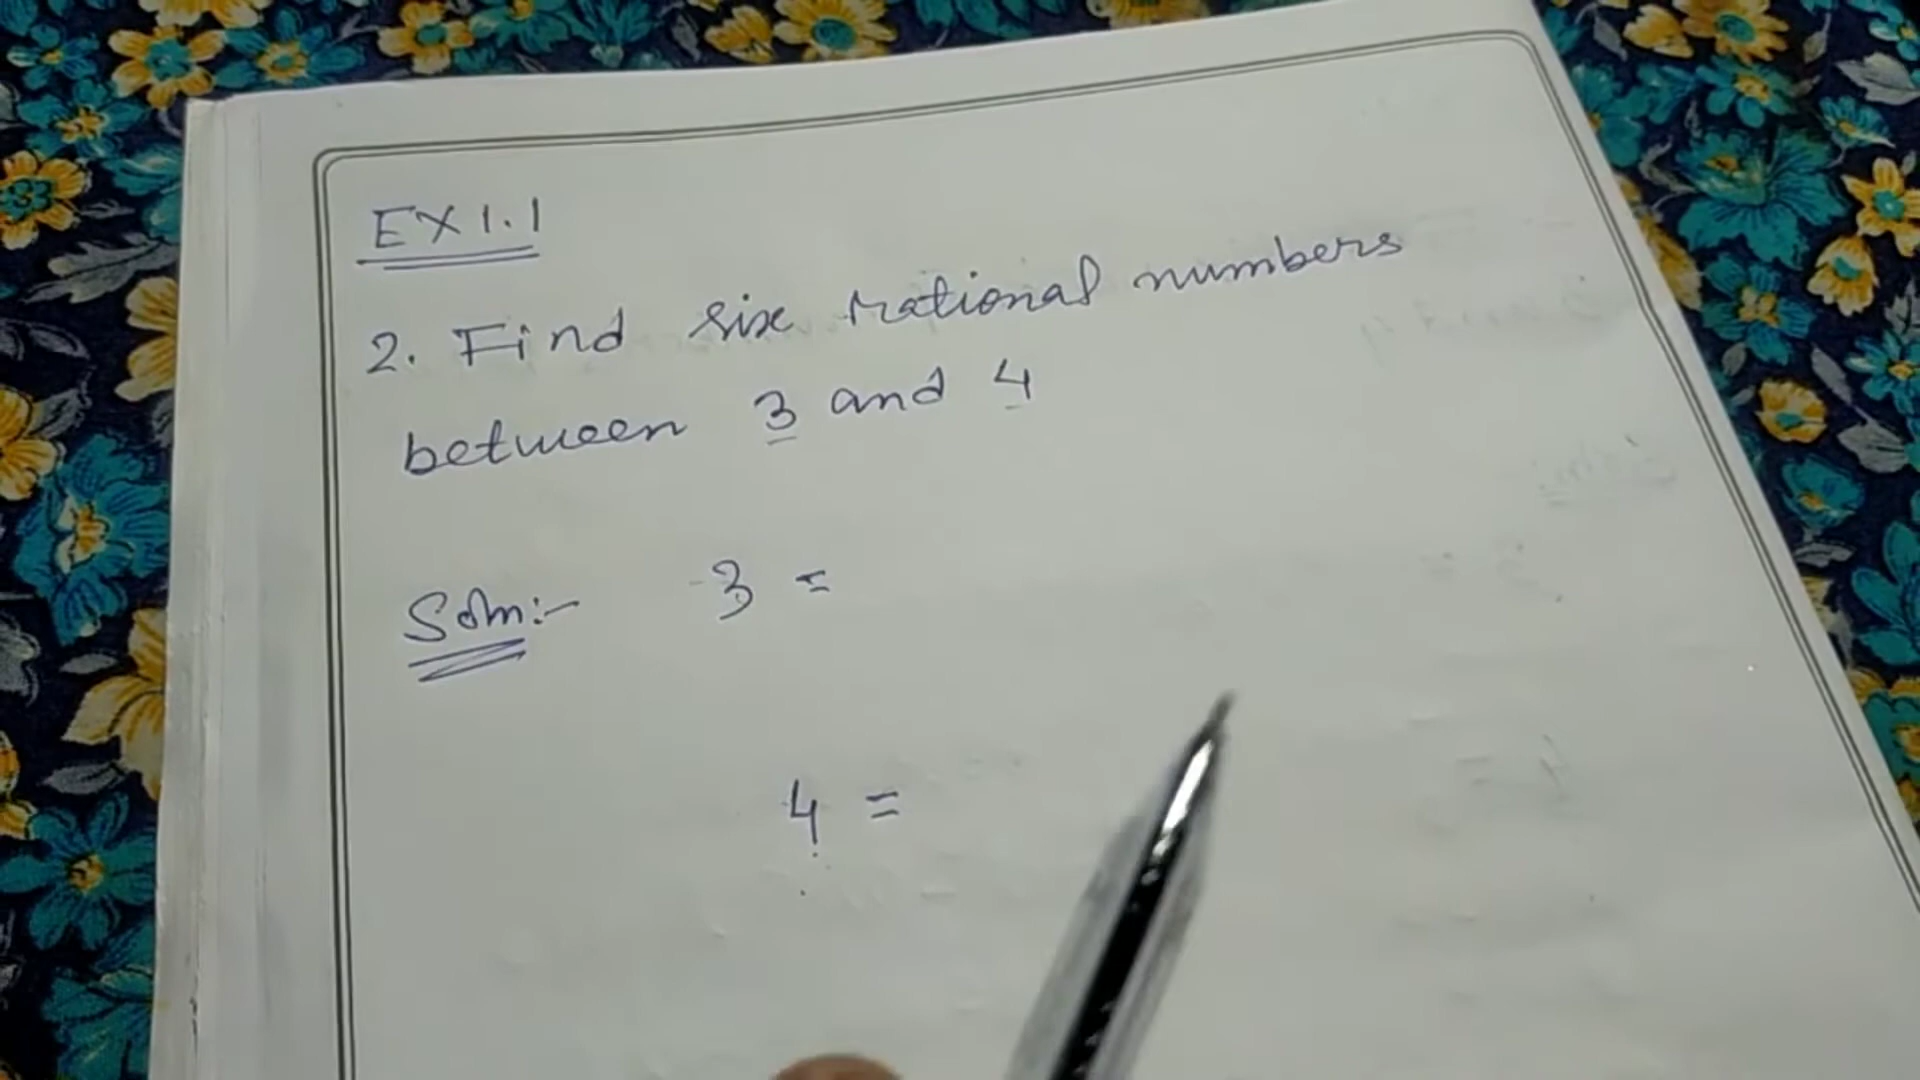 EX 1.1
2. Find six rational numbers
between 3 and 4
Soln:-
3 =
4 =